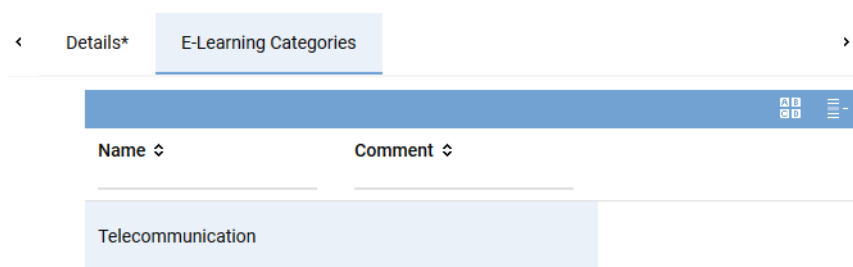 Details* E-Learning Categories
A B
C D
Name Comment
Telecommunication